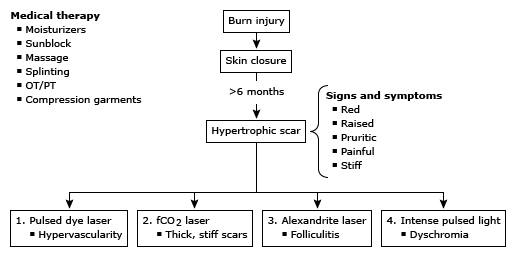 Medical therapy
▪ Moisturizers
▪ Sunblock
▪ Massage
▪ Splinting
▪ OT/PT
▪ Compression garments
Burn injury
Skin closure
>6 months
Hypertrophic scar
Signs and symptoms
▪ Red
▪ Raised
▪ Pruritic
▪ Painful
▪ Stiff
1. Pulsed dye laser
▪ Hypervascularity
2. fCO2 laser
▪ Thick, stiff scars
3. Alexandrite laser
▪ Folliculitis
4. Intense pulsed light
▪ Dyschromia